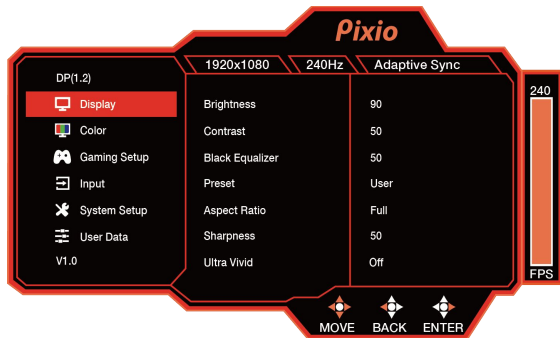 Pixio
1920x1080 240Hz Adaptive Sync
DP(1.2)
Display
Color
Gaming Setup
Input
System Setup
User Data
V1.0
Brightness 90
Contrast 50
Black Equalizer 50
Preset User
Aspect Ratio Full
Sharpness 50
Ultra Vivid Off
240
FPS
MOVE BACK ENTER